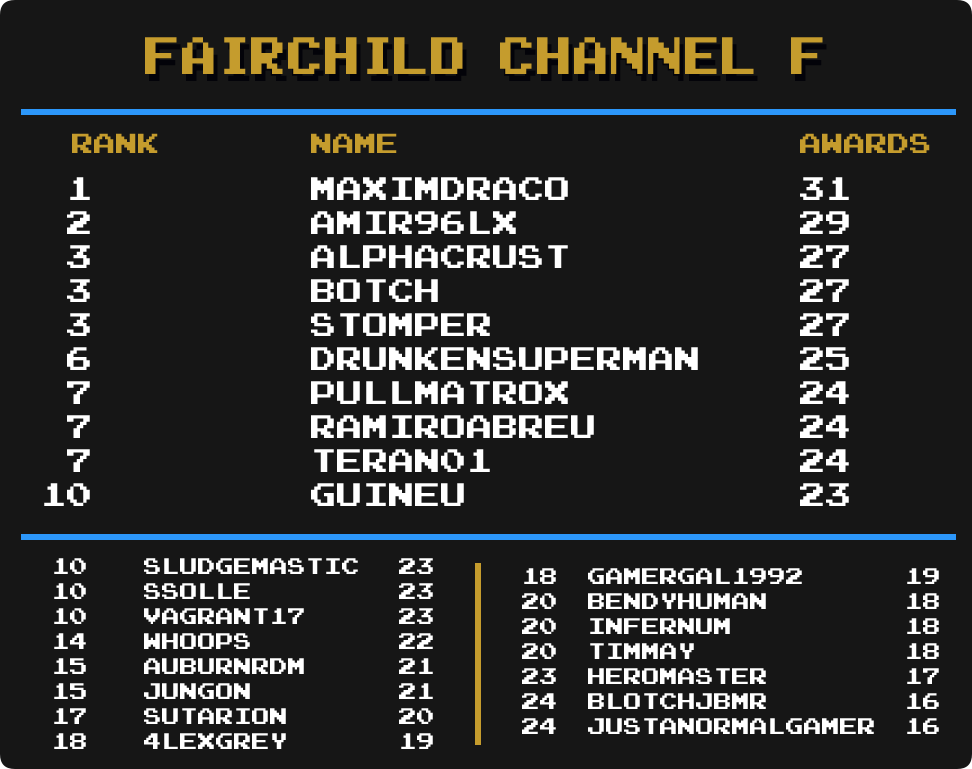 FAIRCHILD CHANNEL F
RANK NAME AWARDS
1 MAXIMDRACO 31
2 AMIR96LX 29
3 ALPHACRUST 27
3 BOTCH 27
3 STOMPER 27
6 DRUNKENSUPERMAN 25
7 PULLMATROX 24
7 RAMIROABREU 24
7 TERAN01 24
10 GUINEU 23
10 SLUDGEMASTIC 23
10 SSOLLE 23
10 VAGRANT17 23
14 WHOOPS 22
15 AUBURNRDM 21
15 JUNGON 21
17 SUTARION 20
18 4LEXGREY 19
18 GAMERGAL1992 19
20 BENDYHUMAN 18
20 INFERNUM 18
20 TIMMAY 18
23 HEROMASTER 17
24 BLOTCHJBMR 16
24 JUSTANORMALGAMER 16